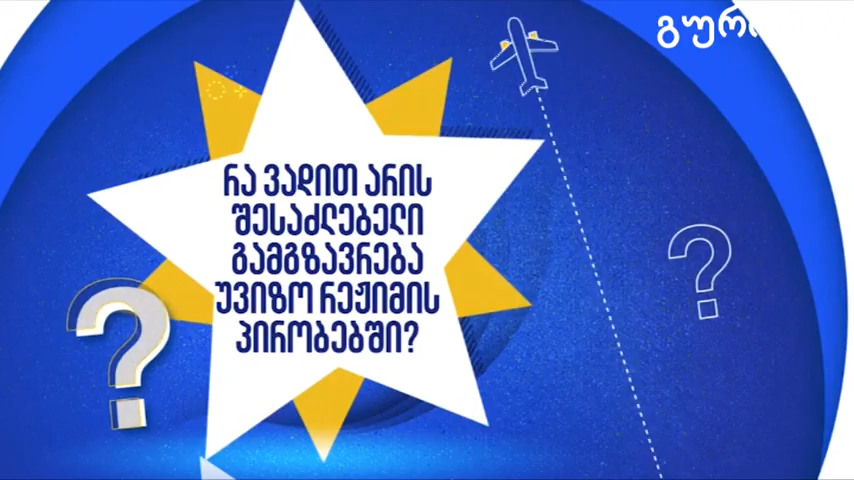 რა ვადით არის
შესაძლებელი
გამგზავრება
უვიზო რეჟიმის
პირობებში?